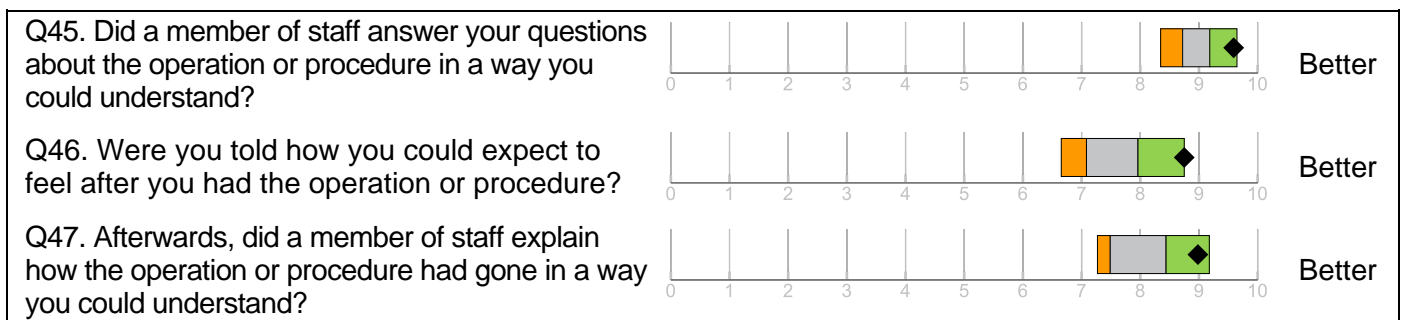 Q45. Did a member of staff answer your questions
about the operation or procedure in a way you
could understand?
0 1 2 3 4 5 6 7 8 9 10
Better
Q46. Were you told how you could expect to
feel after you had the operation or procedure?
0 1 2 3 4 5 6 7 8 9 10
Better
Q47. Afterwards, did a member of staff explain
how the operation or procedure had gone in a way
you could understand?
0 1 2 3 4 5 6 7 8 9 10
Better